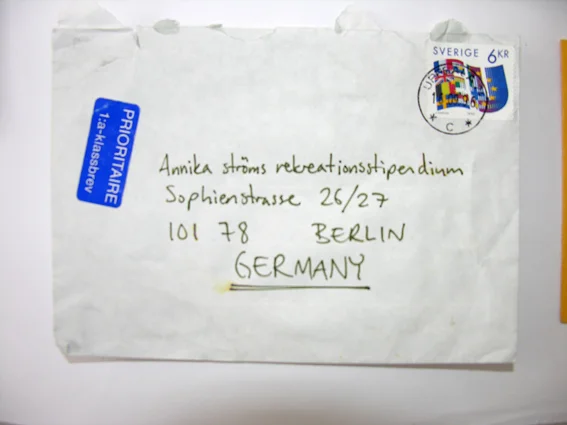 SVERIGE 6KR
PRIORITAIRE
1:a-klassbrev
Annika ströms rekreationsstipendium
Sophienstrasse 26/27
101 78 BERLIN
GERMANY